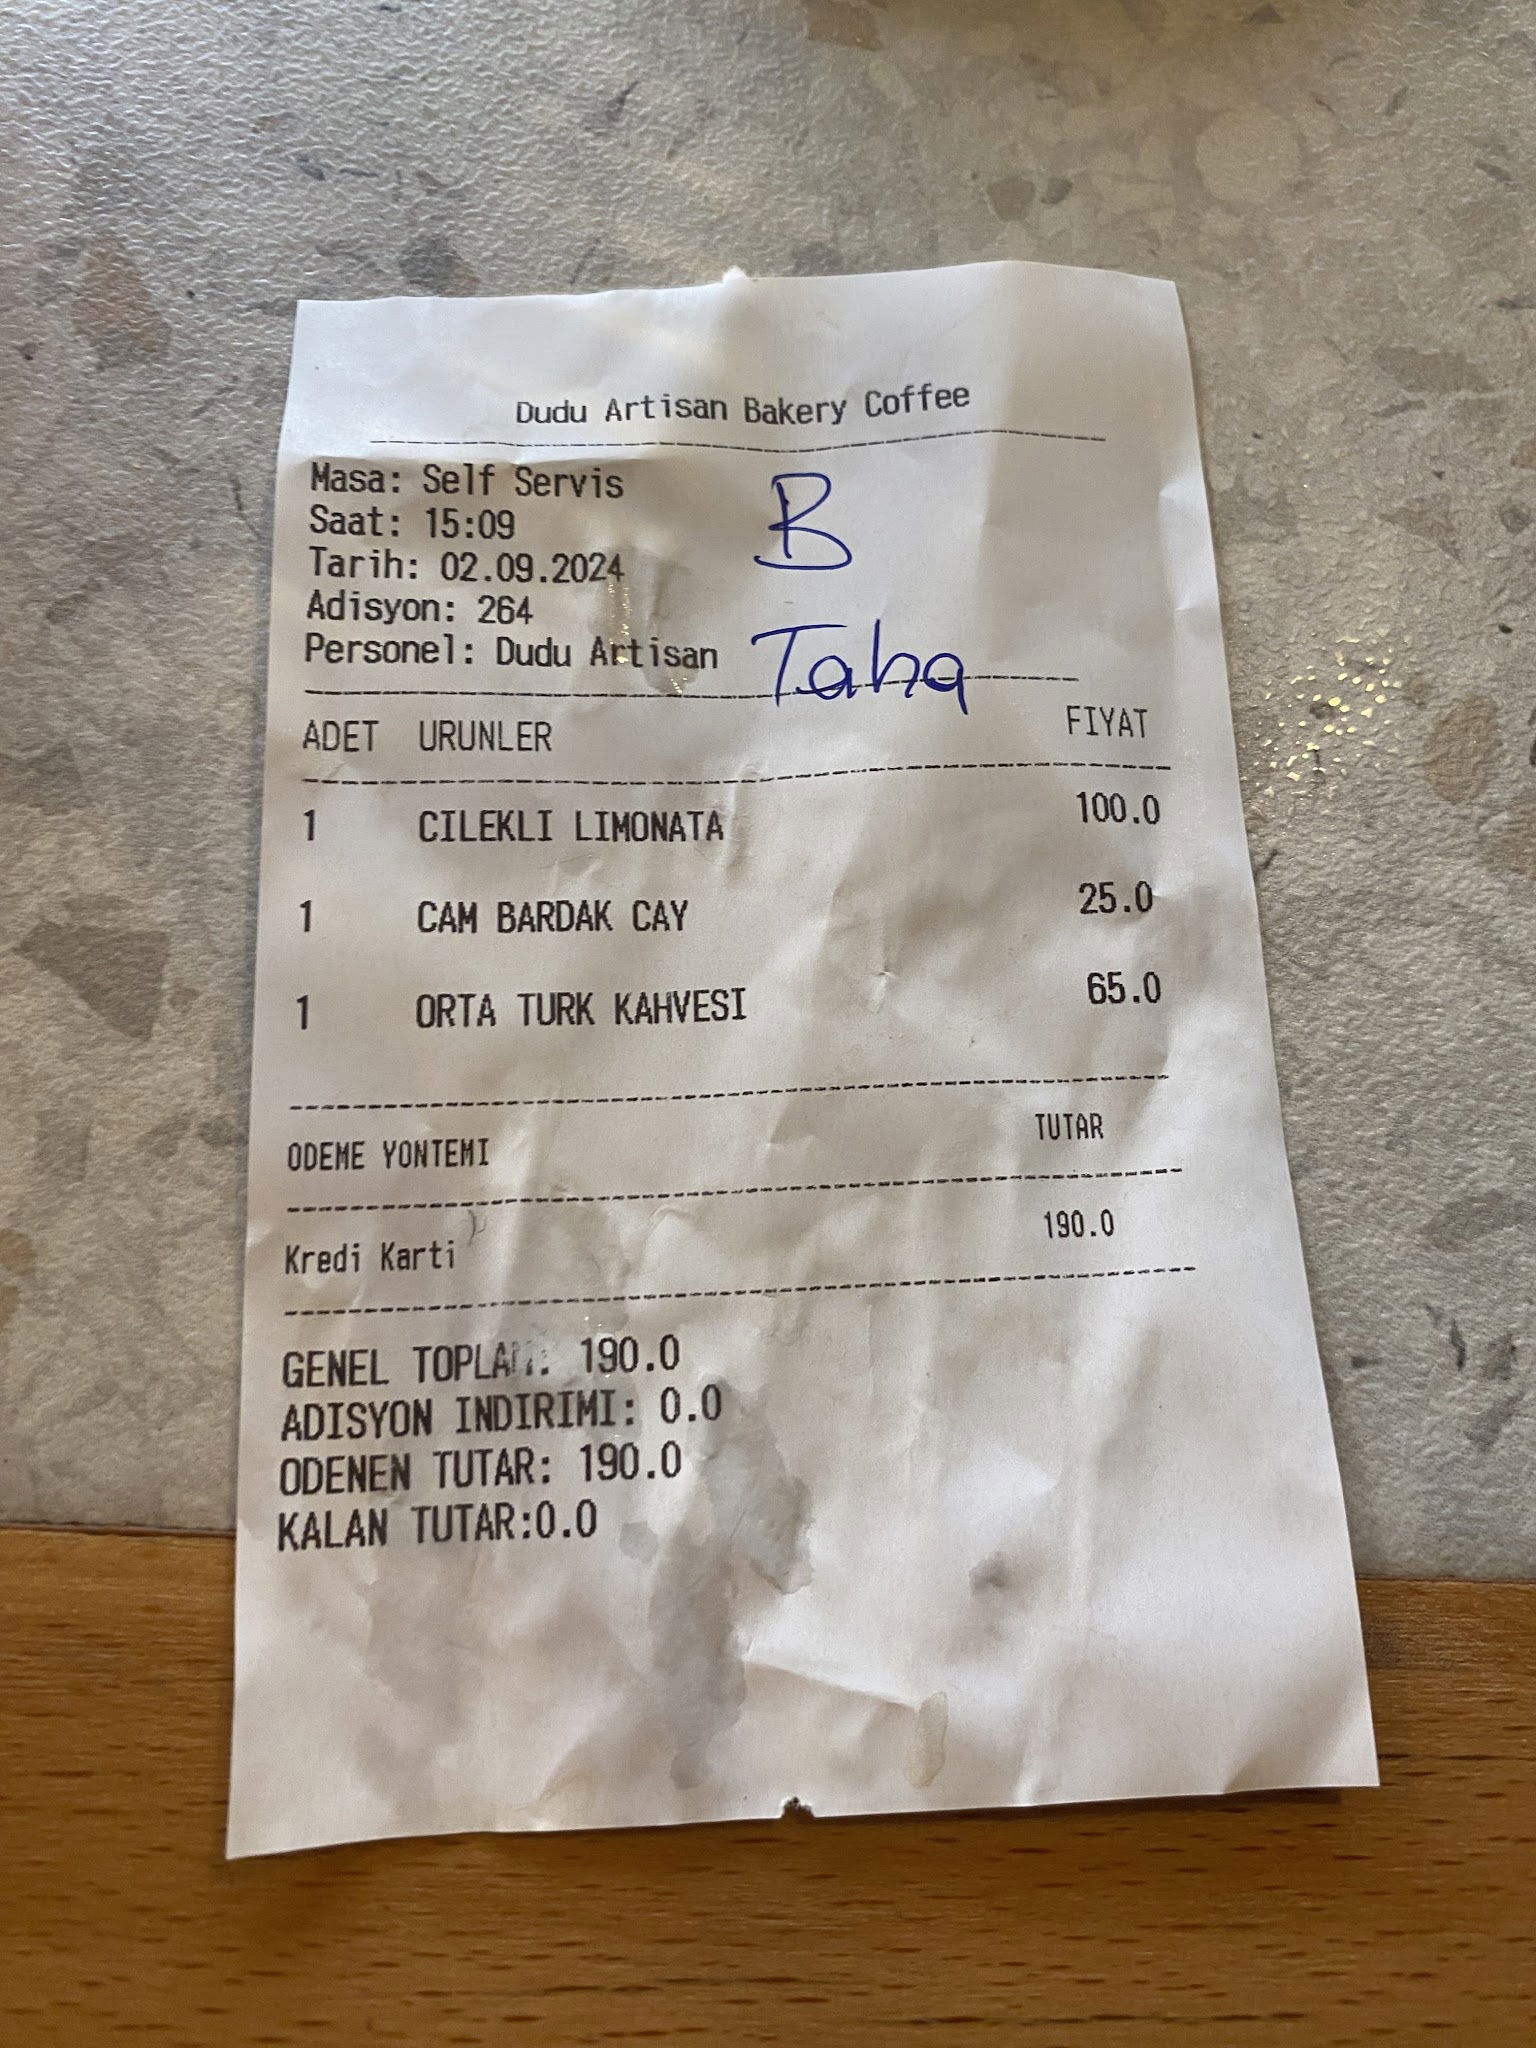 Dudu Artisan Bakery Coffee
Masa: Self Servis
B
Saat: 15:09
Tarih: 02.09.2024
Adisyon: 264
Personel: Dudu Artisan
Taha
ADET URUNLER FIYAT
1 CILEKLI LIMONATA 100.0
1 CAM BARDAK CAY 25.0
1 ORTA TURK KAHVESI 65.0
ODEME YONTEMI TUTAR
Kredi Karti 190.0
GENEL TOPLAM: 190.0
ADISYON INDIRIMI: 0.0
ODENEN TUTAR: 190.0
KALAN TUTAR:0.0